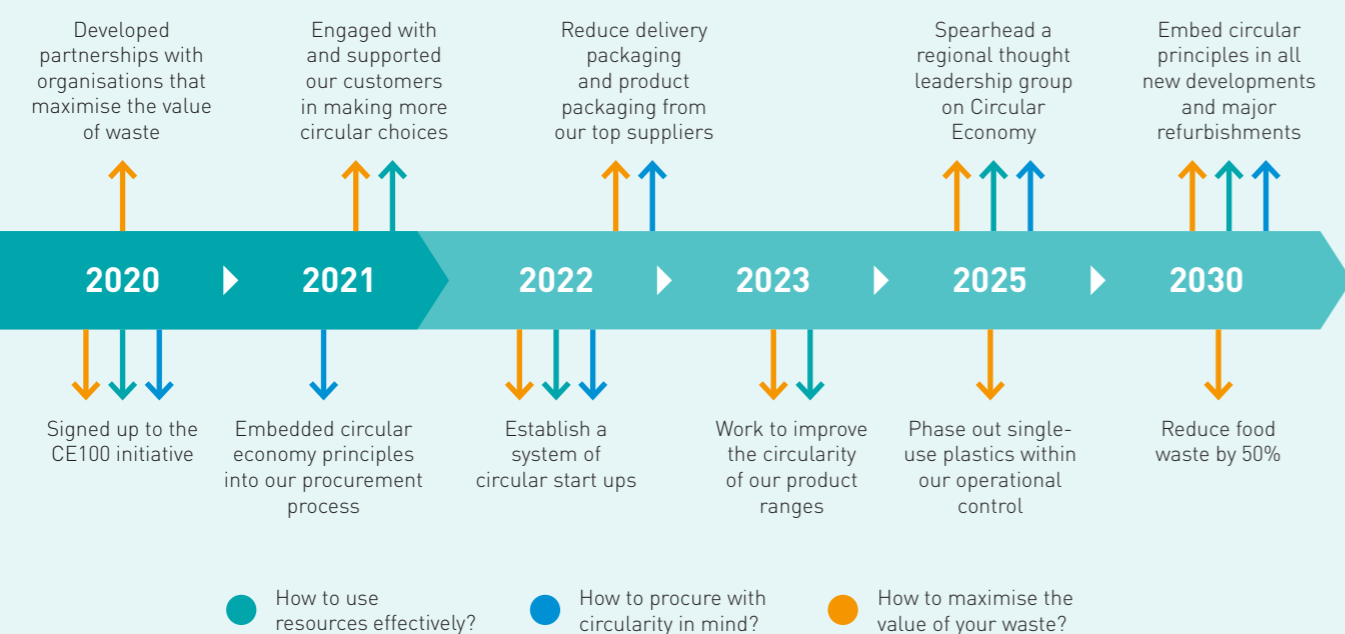 Developed
partnerships with
organisations that
maximise the value
of waste
Engaged with
and supported
our customers
in making more
circular choices
Reduce delivery
packaging
and product
packaging from
our top suppliers
Spearhead a
regional thought
leadership group
on Circular
Economy
Embed circular
principles in all
new developments
and major
refurbishments
2020
2021
2022
2023
2025
2030
Signed up to the
CE100 initiative
Embedded circular
economy principles
into our procurement
process
Establish a
system of
circular start ups
Work to improve
the circularity
of our product
ranges
Phase out single-
use plastics within
our operational
control
Reduce food
waste by 50%
How to use
resources effectively?
How to procure with
circularity in mind?
How to maximise the
value of your waste?